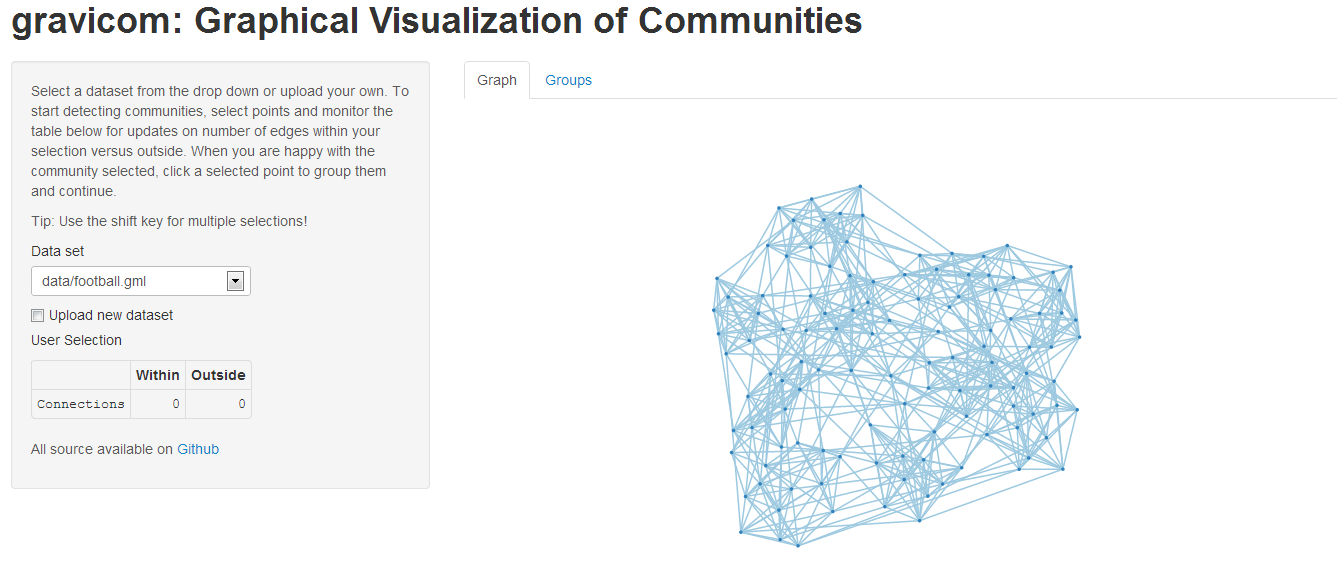 gravicom: Graphical Visualization of Communities
Select a dataset from the drop down or upload your own. To
start detecting communities, select points and monitor the
table below for updates on number of edges within your
selection versus outside. When you are happy with the
community selected, click a selected point to group them
and continue.
Tip: Use the shift key for multiple selections!
Data set
data/football.gml
Upload new dataset
User Selection
Within Outside
Connections 0 0
All source available on Github
Graph Groups